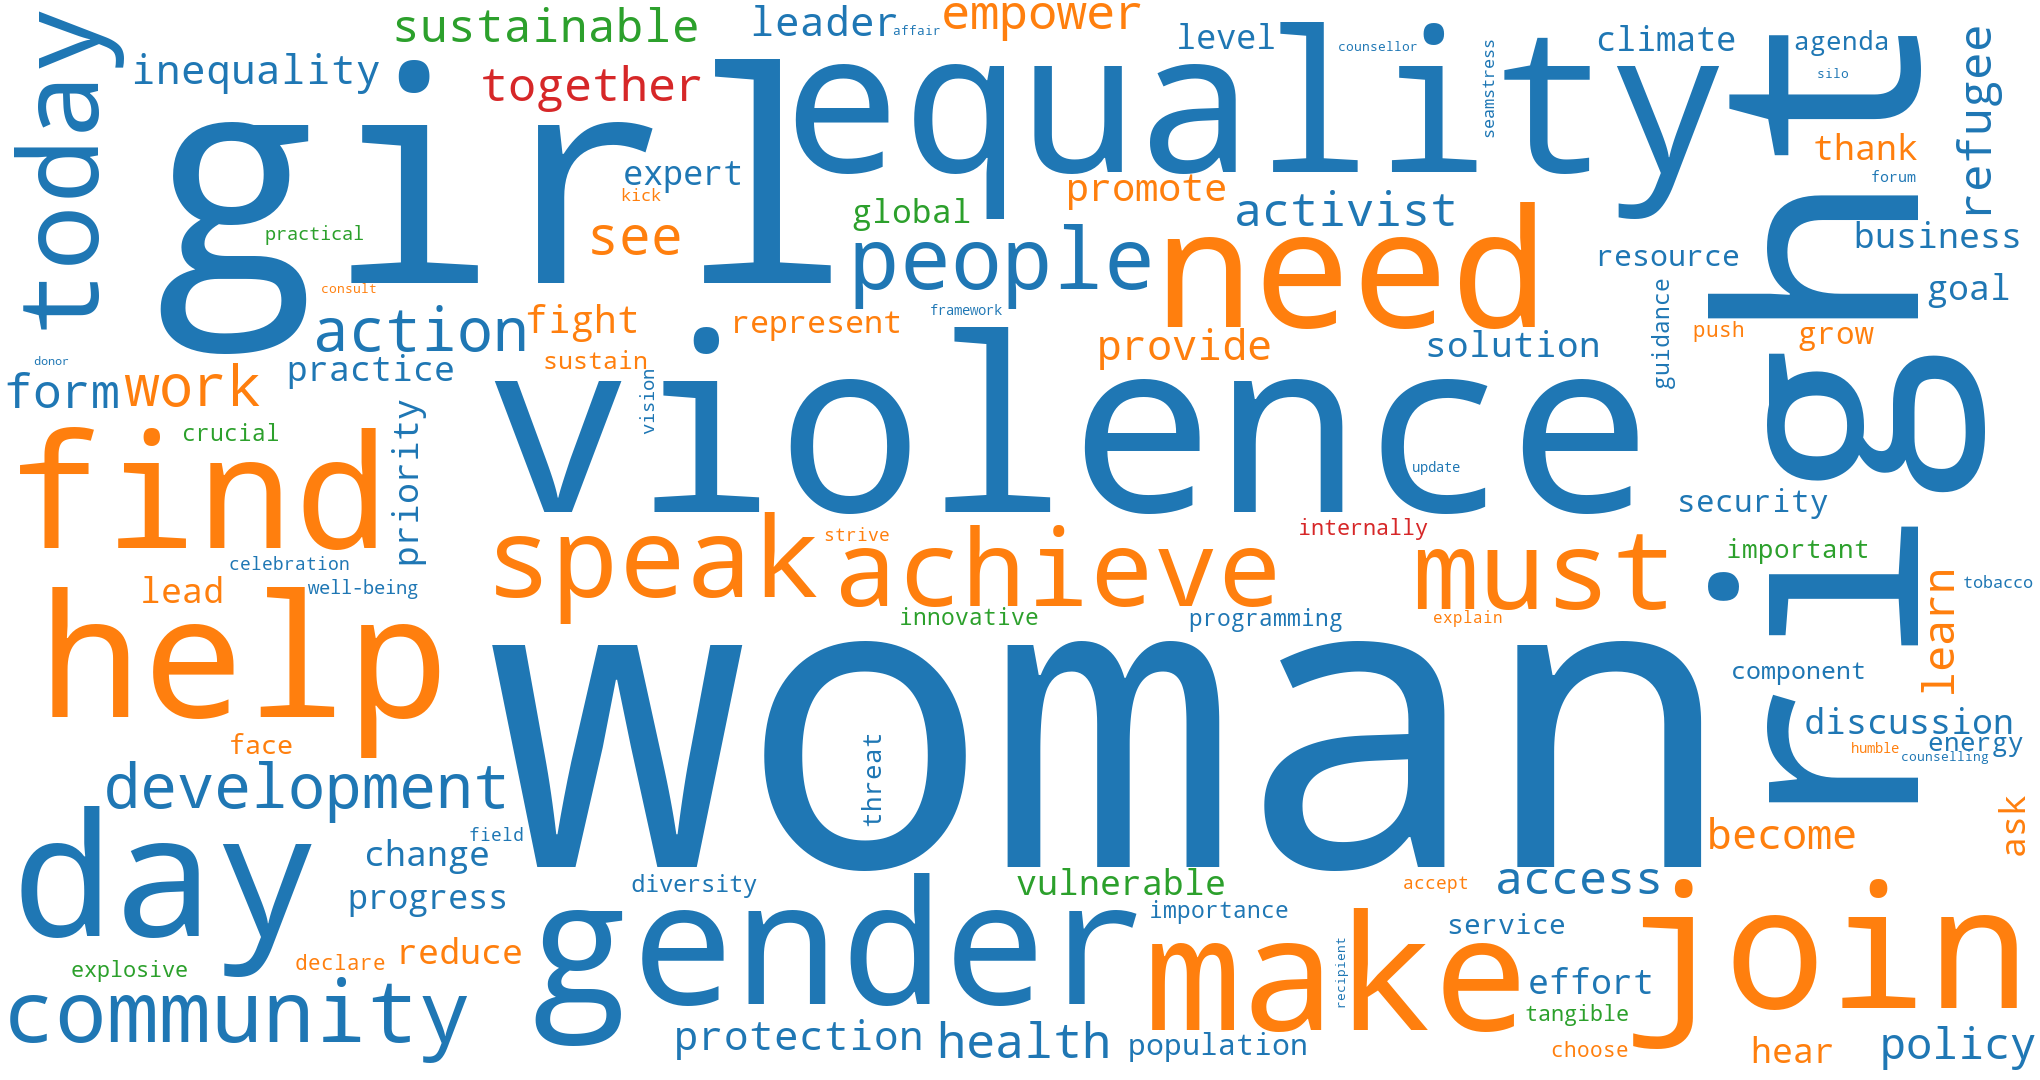 today
inequality
sustainable
leader
affair
empower
level
counsellor
climate
agenda
silo
refugee
girl
together
equality
seamstress
right
thank
forum
expert
kick
promote
global
activist
practical
see
people
need
business
resource
guidance
goal
consult
action
fight
framework
represent
provide
solution
push
grow
donor
form
work
practice
sustain
vision
violence
crucial
find
priority
update
security
speak
strive
achieve
internally
must
important
celebration
lead
well-being
tobacco
learn
help
innovative
programming
explain
woman
component
face
threat
discussion
humble
energy
counselling
development
day
field
change
become
ask
progress
diversity
vulnerable
accept
access
gender
importance
service
make
recipient
join
explosive
declare
reduce
effort
tangible
community
protection
health
population
choose
hear
policy